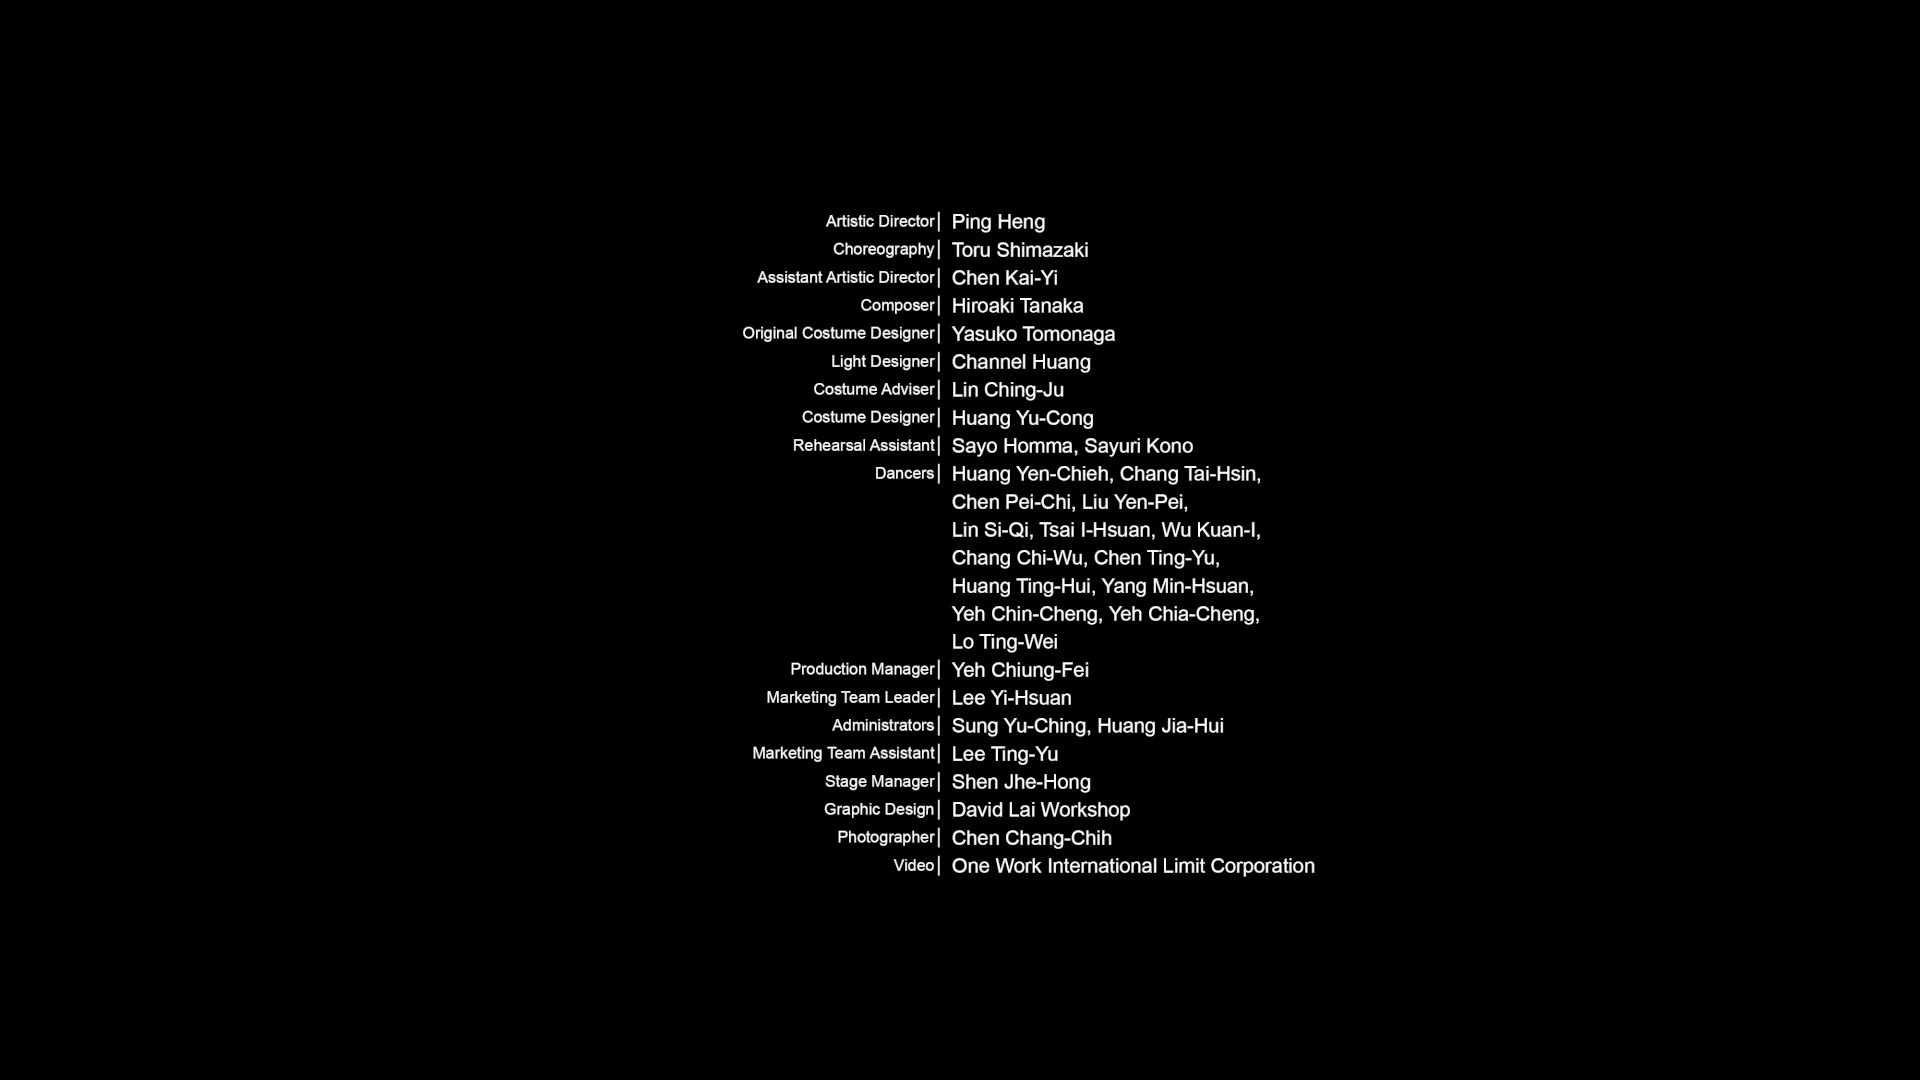 Artistic Director| Ping Heng
Choreography| Toru Shimazaki
Assistant Artistic Director| Chen Kai-Yi
Composer| Hiroaki Tanaka
Original Costume Designer| Yasuko Tomonaga
Light Designer| Channel Huang
Costume Adviser| Lin Ching-Ju
Costume Designer| Huang Yu-Cong
Rehearsal Assistant| Sayo Homma, Sayuri Kono
Dancers| Huang Yen-Chieh, Chang Tai-Hsin,
Chen Pei-Chi, Liu Yen-Pei,
Lin Si-Qi, Tsai I-Hsuan, Wu Kuan-I,
Chang Chi-Wu, Chen Ting-Yu,
Huang Ting-Hui, Yang Min-Hsuan,
Yeh Chin-Cheng, Yeh Chia-Cheng,
Lo Ting-Wei
Production Manager| Yeh Chiung-Fei
Marketing Team Leader| Lee Yi-Hsuan
Administrators| Sung Yu-Ching, Huang Jia-Hui
Marketing Team Assistant| Lee Ting-Yu
Stage Manager| Shen Jhe-Hong
Graphic Design| David Lai Workshop
Photographer| Chen Chang-Chih
Video| One Work International Limit Corporation